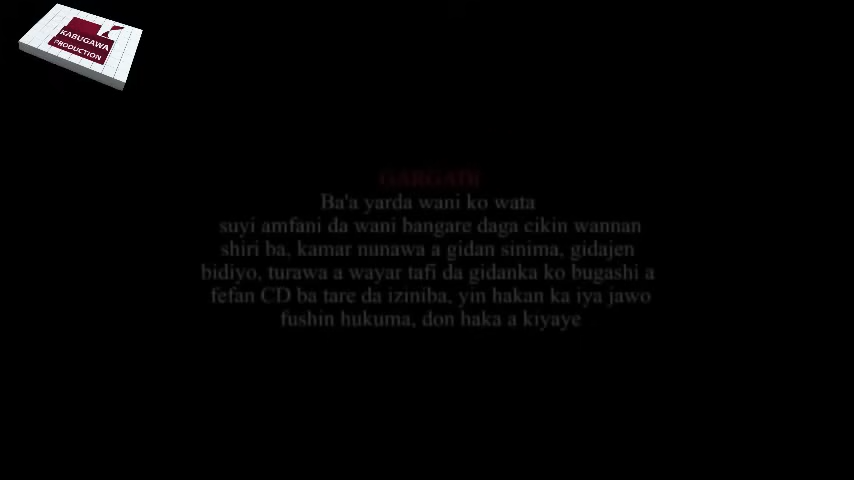 KABUGAWA
PRODUCTION
GARGADI
Ba'a yarda wani ko wata
suyi amfani da wani bangare daga cikin wannan
shiri ba, kamar nunawa a gidan sinima, gidajen
bidiyo, turawa a wayar tafi da gidanka ko bugashi a
fefan CD ba tare da iziniba, yin hakan ka iya jawo
fushin hukuma, don haka a kiyaye